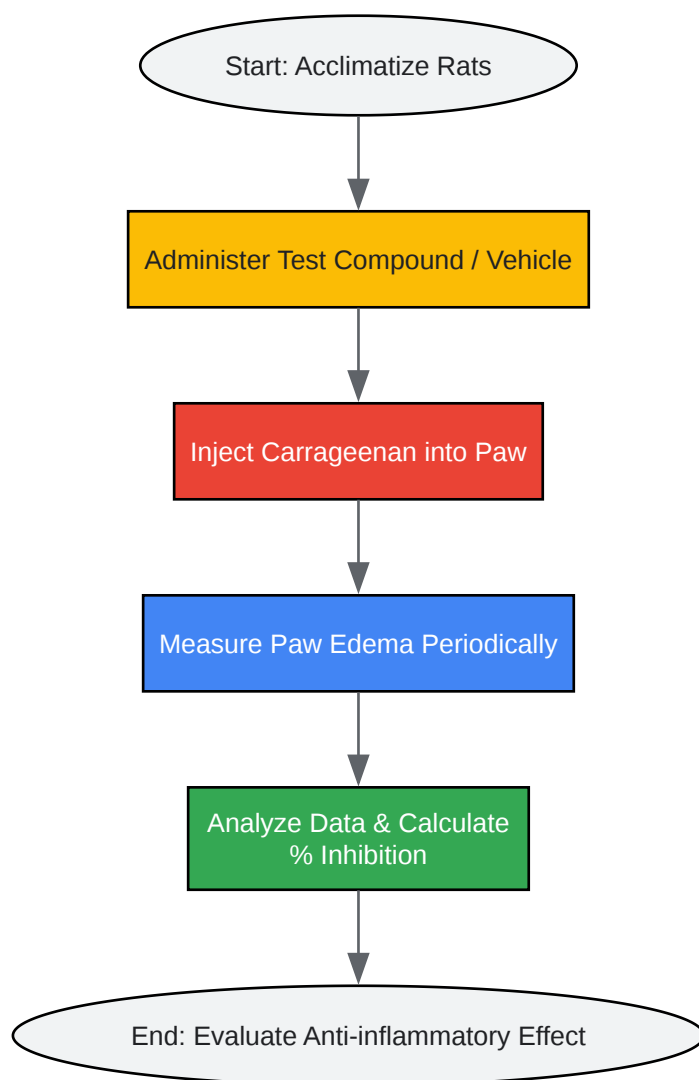 Start: Acclimatize Rats
Administer Test Compound / Vehicle
Inject Carrageenan into Paw
Measure Paw Edema Periodically
Analyze Data & Calculate
% Inhibition
End: Evaluate Anti-inflammatory Effect